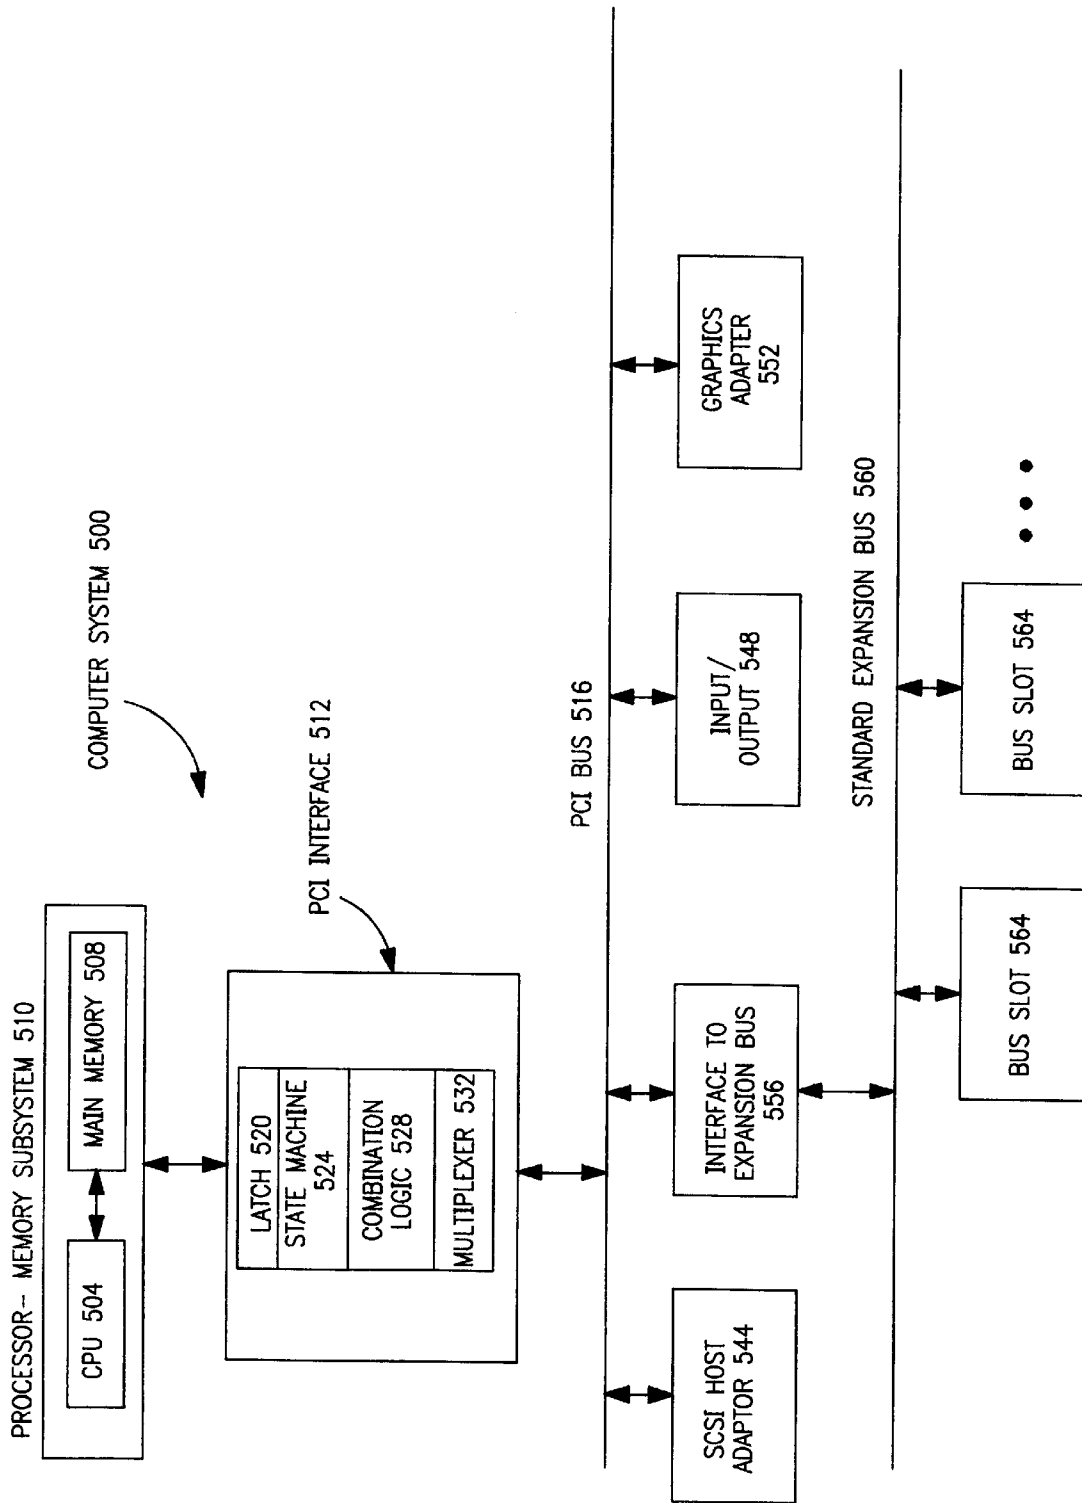 PROCESSOR- MEMORY SUBSYSTEM 510
CPU 504
MAIN MEMORY 508
COMPUTER SYSTEM 500
PCI INTERFACE 512
LATCH 520
STATE MACHINE
524
COMBINATION
LOGIC 528
MULTIPLEXER 532
PCI BUS 516
SCSI HOST
ADAPTOR 544
INTERFACE TO
EXPANSION BUS
556
INPUT/
OUTPUT 548
GRAPHICS
ADAPTER
552
STANDARD EXPANSION BUS 560
BUS SLOT 564
BUS SLOT 564